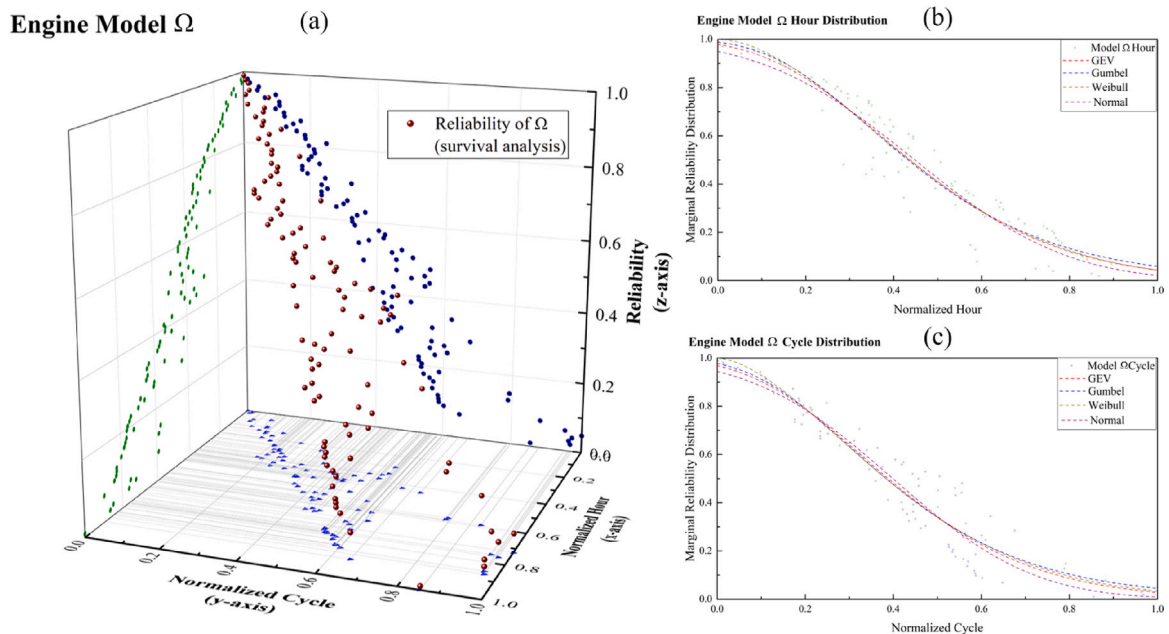 Engine Model Ω
(a)
Reliability of Ω
(survival analysis)
1.0
0.8
0.6
0.4
0.2
0.0
Reliability
(z-axis)
0.0
0.2
0.4
0.6
0.8
1.0
Normalized Cycle
(y-axis)
0.2
0.4
0.6
0.8
1.0
Normalized Hour
(x-axis)
(b)
Engine Model Ω Hour Distribution
Model Ω Hour
GEV
Gumbel
Weibull
Normal
1.0
0.8
0.6
0.4
0.2
0.0
Marginal Reliability Distribution
0.0 0.2 0.4 0.6 0.8 1.0
Normalized Hour
(c)
Engine Model Ω Cycle Distribution
Model ΩCycle
GEV
Gumbel
Weibull
Normal
1.0
0.8
0.6
0.4
0.2
0.0
Marginal Reliability Distribution
0.0 0.2 0.4 0.6 0.8 1.0
Normalized Cycle